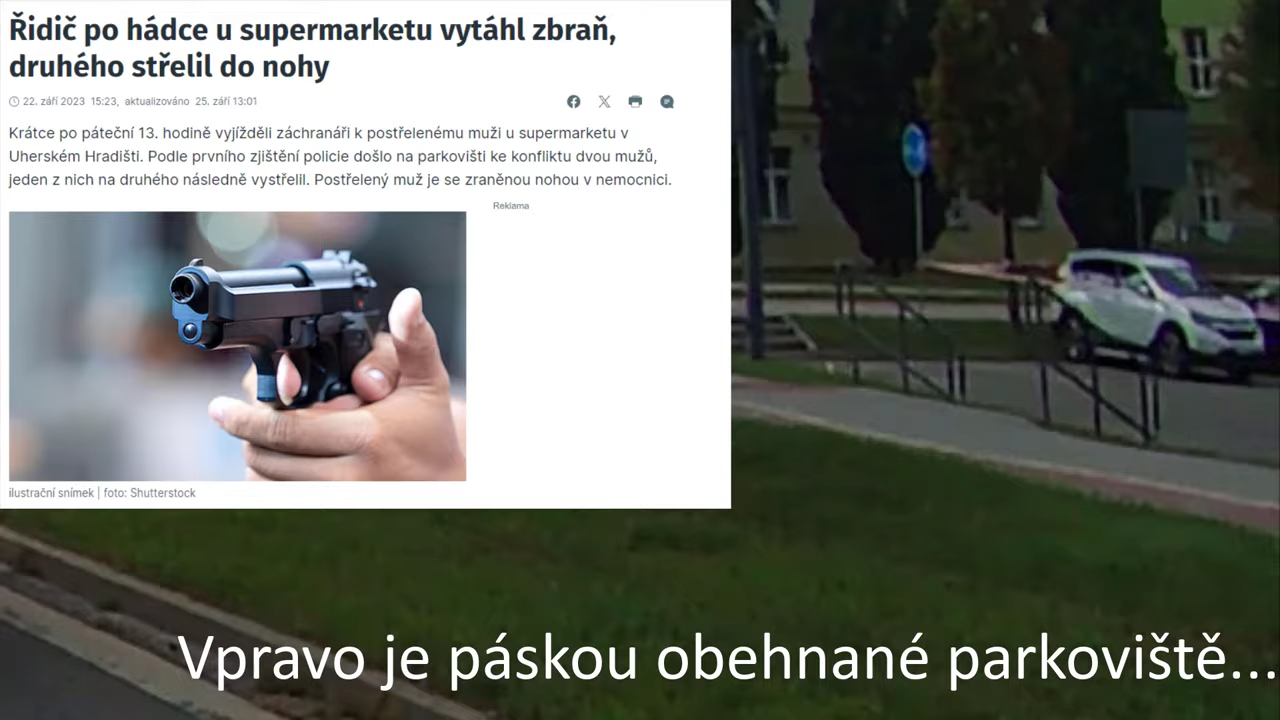 Řidič po hádce u supermarketu vytáhl zbraň,
druhého střelil do nohy
22. září 2023 15:23, aktualizováno 25. září 13:01
Krátce po páteční 13. hodině vyjížděli záchranáři k postřelenému muži u supermarketu v
Uherském Hradišti. Podle prvního zjištění policie došlo na parkovišti ke konfliktu dvou mužů,
jeden z nich na druhého následně vystřelil. Postřelený muž je se zraněnou nohou v nemocnici.
Reklama
ilustrační snímek | foto: Shutterstock
Vpravo je páskou obehnané parkoviště...